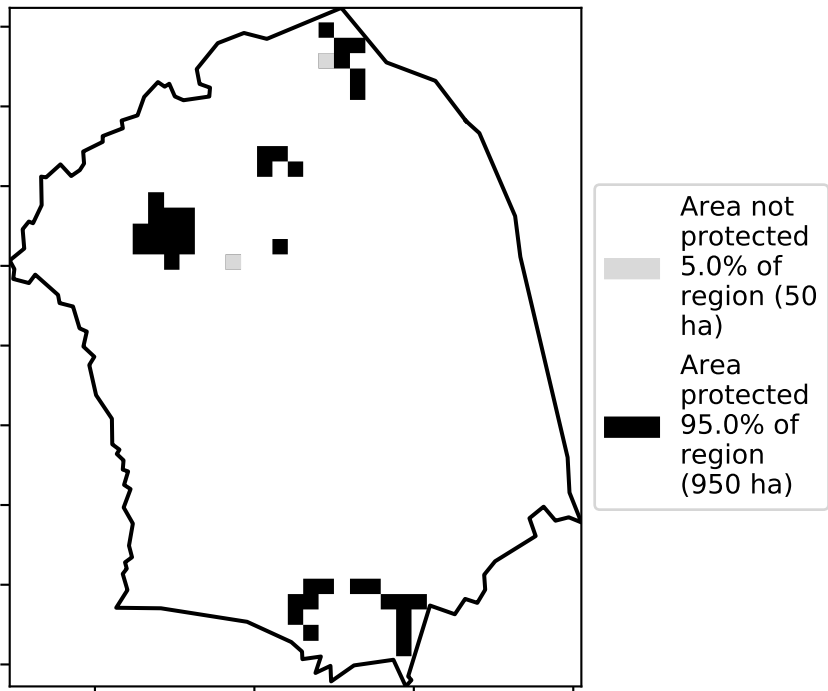 Area not
protected
5.0% of
region (50
ha)
Area
protected
95.0% of
region
(950 ha)